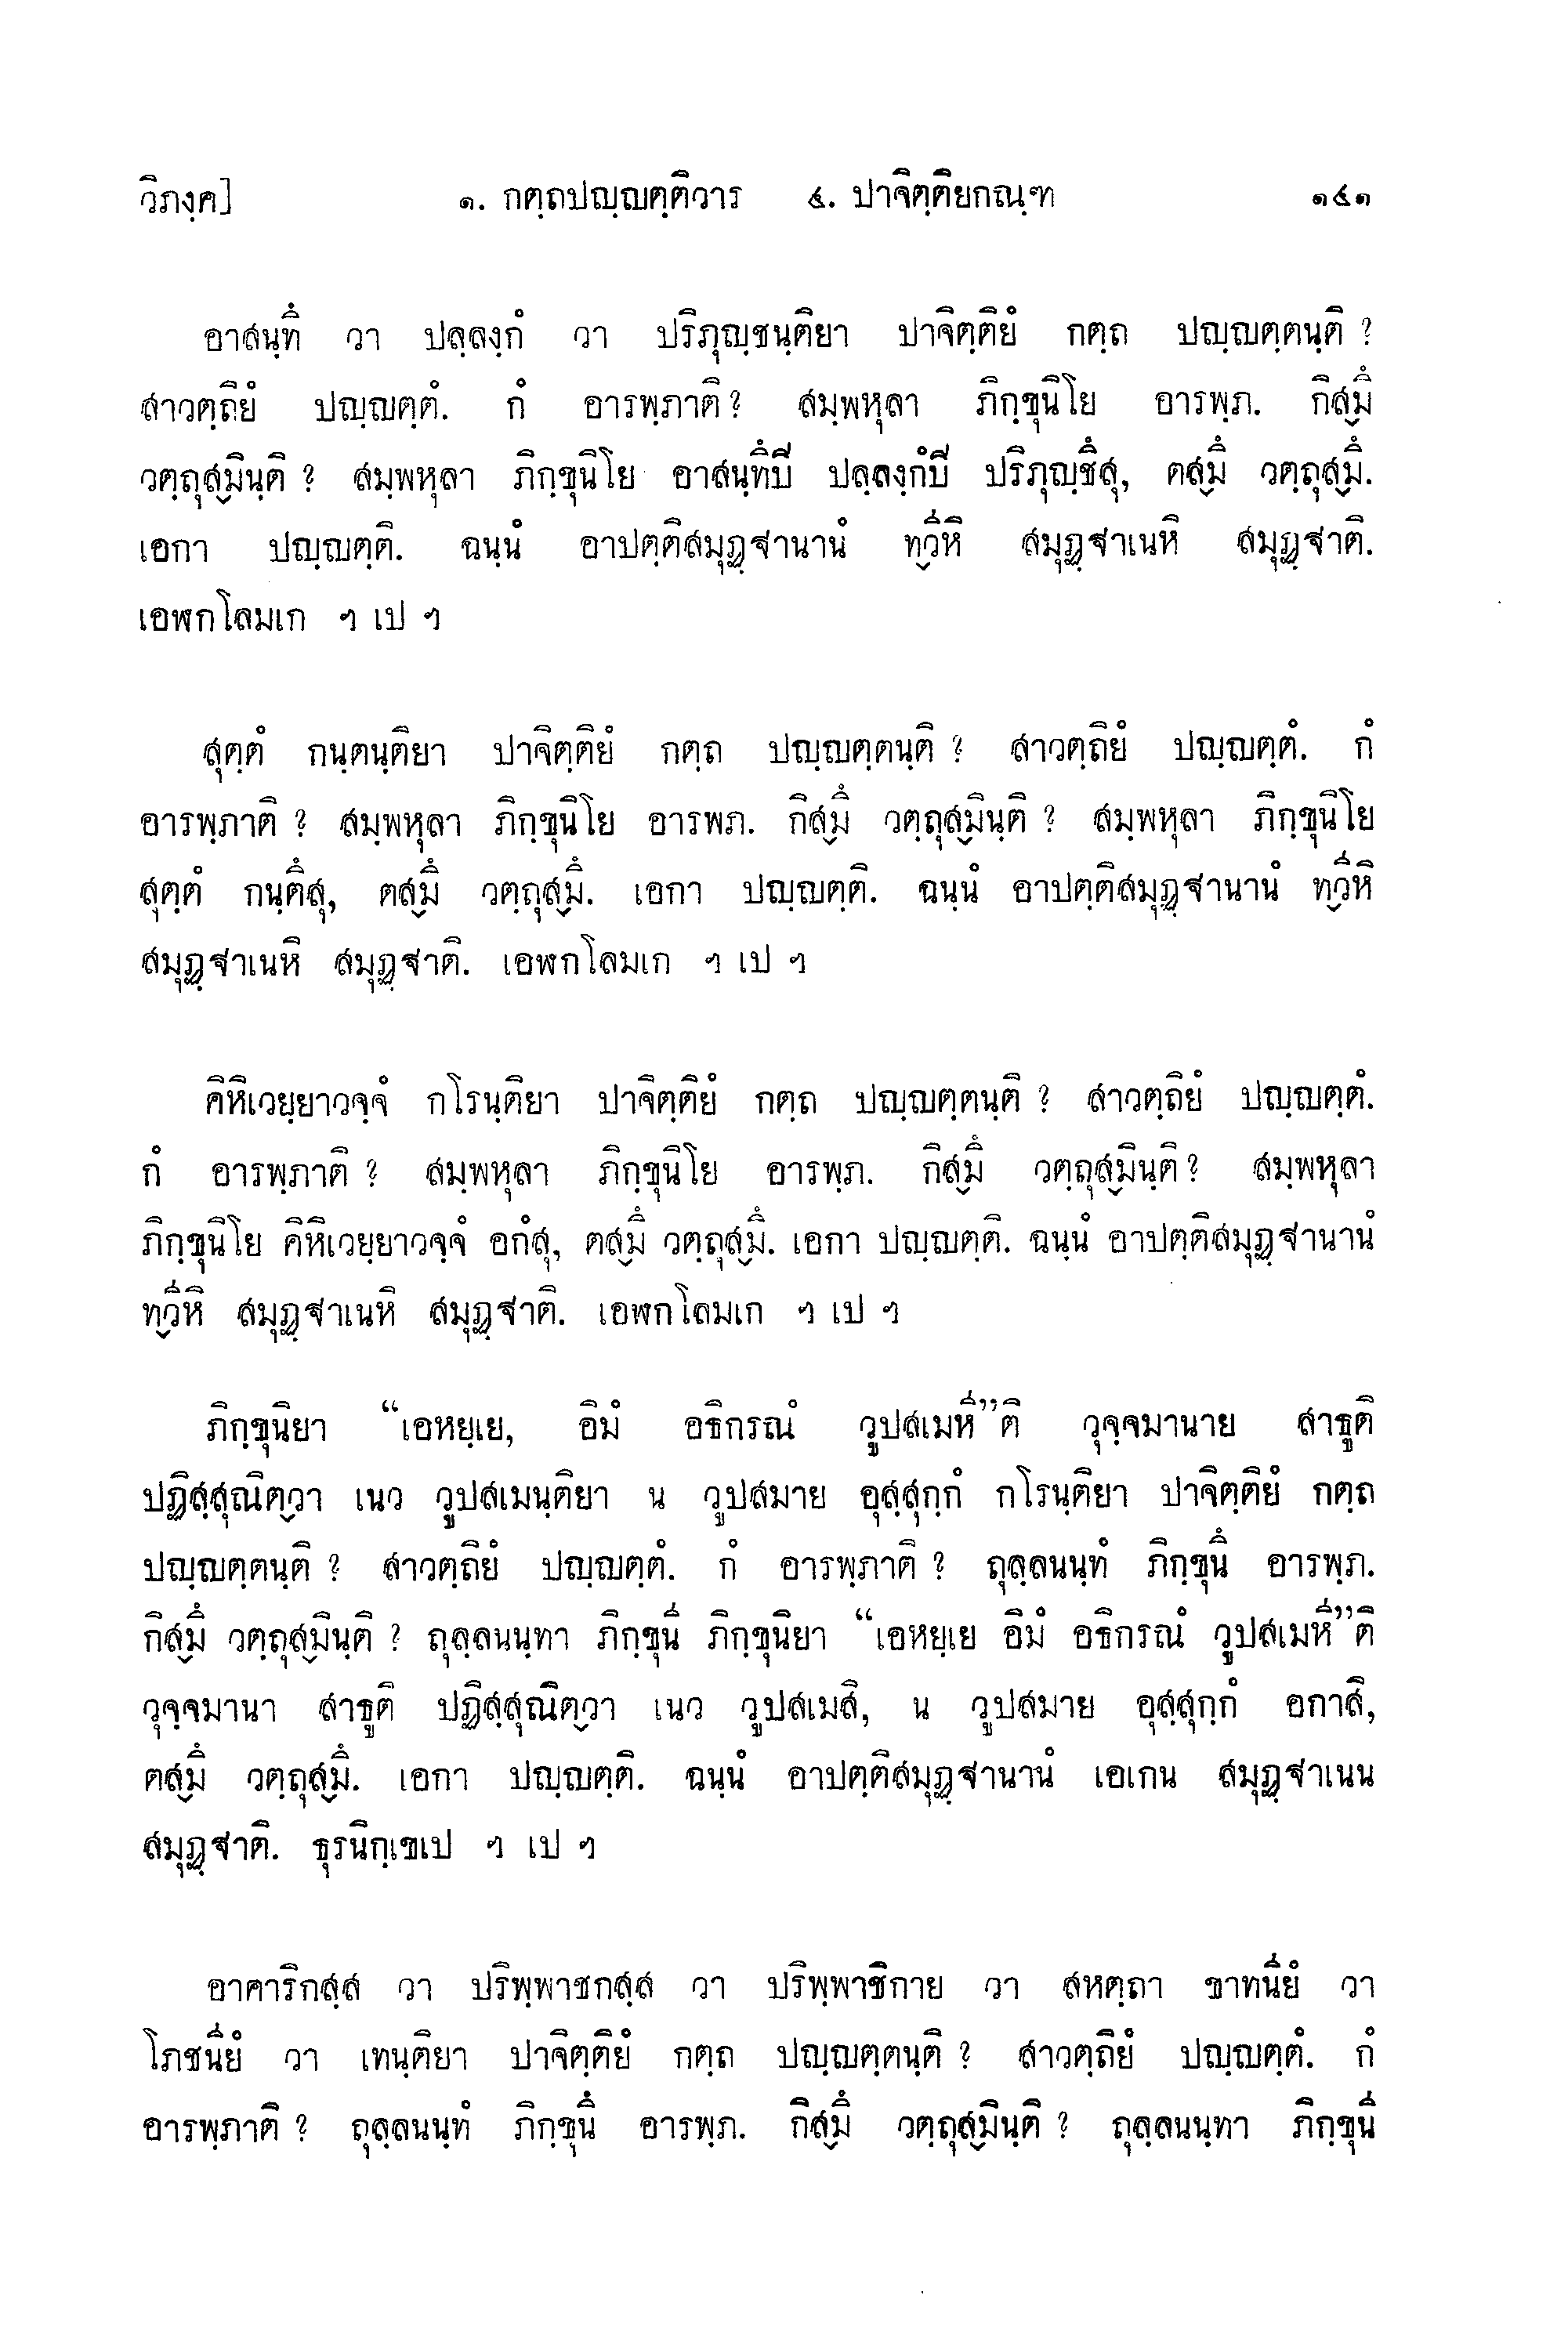 วิภงฺค] ๑. กตฺถปญฺญตฺติวาร ๔. ปาจิตฺติยกณฺฑ ๑๔๑
อาสนฺทิํ วา ปลฺลงฺกํ วา ปริภุญฺชนฺติยา ปาจิตฺติยํ กตฺถ ปญฺญตฺตนฺติ ?
สาวตฺถิยํ ปญฺญตฺตํ. กํ อารพฺภาติ ? สมฺพหุลา ภิกฺขุนิโย อารพฺภ. กิสฺมิํ
วตฺถุสฺมินฺติ ? สมฺพหุลา ภิกฺขุนิโย อาสนฺทิํปิ ปลฺลงฺกํปิ ปริภุญฺชิํสุ, ตสฺมิํ วตฺถุสฺมิํ.
เอกา ปญฺญตฺติ. ฉนฺนํ อาปตฺติสมุฏฺฐานานํ ทฺวีหิ สมุฏฺฐาเนหิ สมุฏฺฐาติ.
เอฬกโลมเก ฯ เป ฯ
สุตฺตํ กนฺตนฺติยา ปาจิตฺติยํ กตฺถ ปญฺญตฺตนฺติ ? สาวตฺถิยํ ปญฺญตฺตํ. กํ
อารพฺภาติ ? สมฺพหุลา ภิกฺขุนิโย อารพภ. กิสฺมิํ วตฺถุสฺมินฺติ ? สมฺพหุลา ภิกฺขุนิโย
สุตฺตํ กนฺติํสุ, ตสฺมิํ วตฺถุสฺมิํ. เอกา ปญฺญตฺติ. ฉนฺนํ อาปตฺติสมุฏฺฐานานํ ทฺวีหิ
สมุฏฺฐาเนหิ สมุฏฺฐาติ. เอฬกโลมเก ฯ เป ฯ
คิหิเวยฺยาวจฺจํ กโรนฺติยา ปาจิตฺติยํ กตฺถ ปญฺญตฺตนฺติ ? สาวตฺถิยํ ปญฺญตฺตํ.
กํ อารพฺภาติ ? สมฺพหุลา ภิกฺขุนิโย อารพฺภ. กิสฺมิํ วตฺถุสฺมินฺติ ? สมฺพหุลา
ภิกฺขุนิโย คิหิเวยฺยาวจฺจํ อกํสุ, ตสฺมิํ วตฺถุสฺมิํ. เอกา ปญฺญตฺติ. ฉนฺนํ อาปตฺติสมุฏฺฐานานํ
ทฺวีหิ สมุฏฺฐาเนหิ สมุฏฺฐาติ. เอฬกโลมเก ฯ เป ฯ
ภิกฺขุนิยา “เอหยฺเย, อิมํ อธิกรณํ วูปสเมหี”ติ วุจฺจมานาย สาธูติ
ปฏิสฺสุณิตฺวา เนว วูปสเมนฺติยา น วูปสมาย อุสฺสุกฺกํ กโรนฺติยา ปาจิตฺติยํ กตฺถ
ปญฺญตฺตนฺติ ? สาวตฺถิยํ ปญฺญตฺตํ. กํ อารพฺภาติ ? ถุลฺลนนฺทํ ภิกฺขุนิํ อารพฺภ.
กิสฺมิํ วตฺถุสฺมินฺติ ? ถุลฺลนนฺทา ภิกฺขุนี ภิกฺขุนิยา “เอหยฺเย อิมํ อธิกรณํ วูปสเมหี”ติ
วุจฺจมานา สาธูติ ปฏิสฺสุณิตฺวา เนว วูปสเมสิ, น วูปสมาย อุสฺสุกฺกํ อกาสิ,
ตสฺมิํ วตฺถุสฺมิํ. เอกา ปญฺญตฺติ. ฉนฺนํ อาปตฺติสมุฏฺฐานานํ เอเกน สมุฏฺฐาเนน
สมุฏฺฐาติ. ธุรนิกฺเขเป ฯ เป ฯ
อาคาริกสฺส วา ปริพฺพาชกสฺส วา ปริพฺพาชิกาย วา สหตฺถา ขาทนียํ วา
โภชนียํ วา เทนฺติยา ปาจิตฺติยํ กตฺถ ปญฺญตฺตนฺติ ? สาวตฺถิยํ ปญฺญตฺตํ. กํ
อารพฺภาติ ? ถุลฺลนนฺทํ ภิกฺขุนิํ อารพฺภ. กิสฺมิํ วตฺถุสฺมินฺติ ? ถุลฺลนนฺทา ภิกฺขุนี